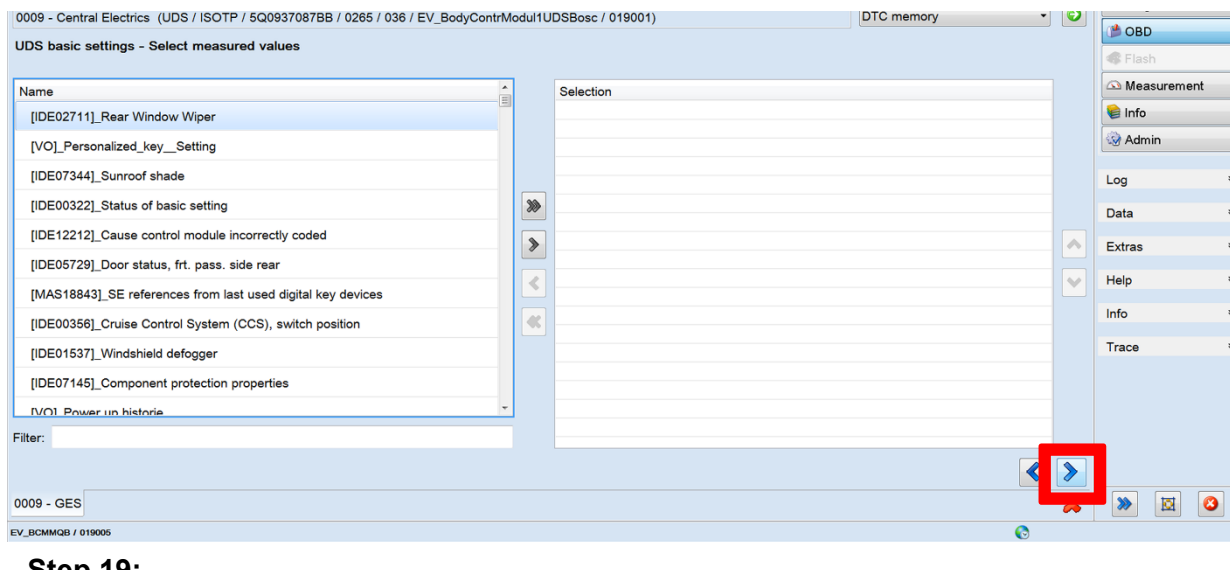 0009 - Central Electrics (UDS / ISOTP / 5Q0937087BB / 0265 / 036 / EV_BodyContrModul1UDSBosc / 019001)
DTC memory
UDS basic settings - Select measured values
OBD
Flash
Measurement
Info
Admin
Log
Data
Extras
Help
Info
Trace
Name
[IDE02711]_Rear Window Wiper
[VO]_Personalized_key__Setting
[IDE07344]_Sunroof shade
[IDE00322]_Status of basic setting
[IDE12212]_Cause control module incorrectly coded
[IDE05729]_Door status, frt. pass. side rear
[MAS18843]_SE references from last used digital key devices
[IDE00356]_Cruise Control System (CCS), switch position
[IDE01537]_Windshield defogger
[IDE07145]_Component protection properties
[VO]_Power up historie
Selection
Filter:
0009 - GES
EV_BCMMQB / 019005
Step 19: